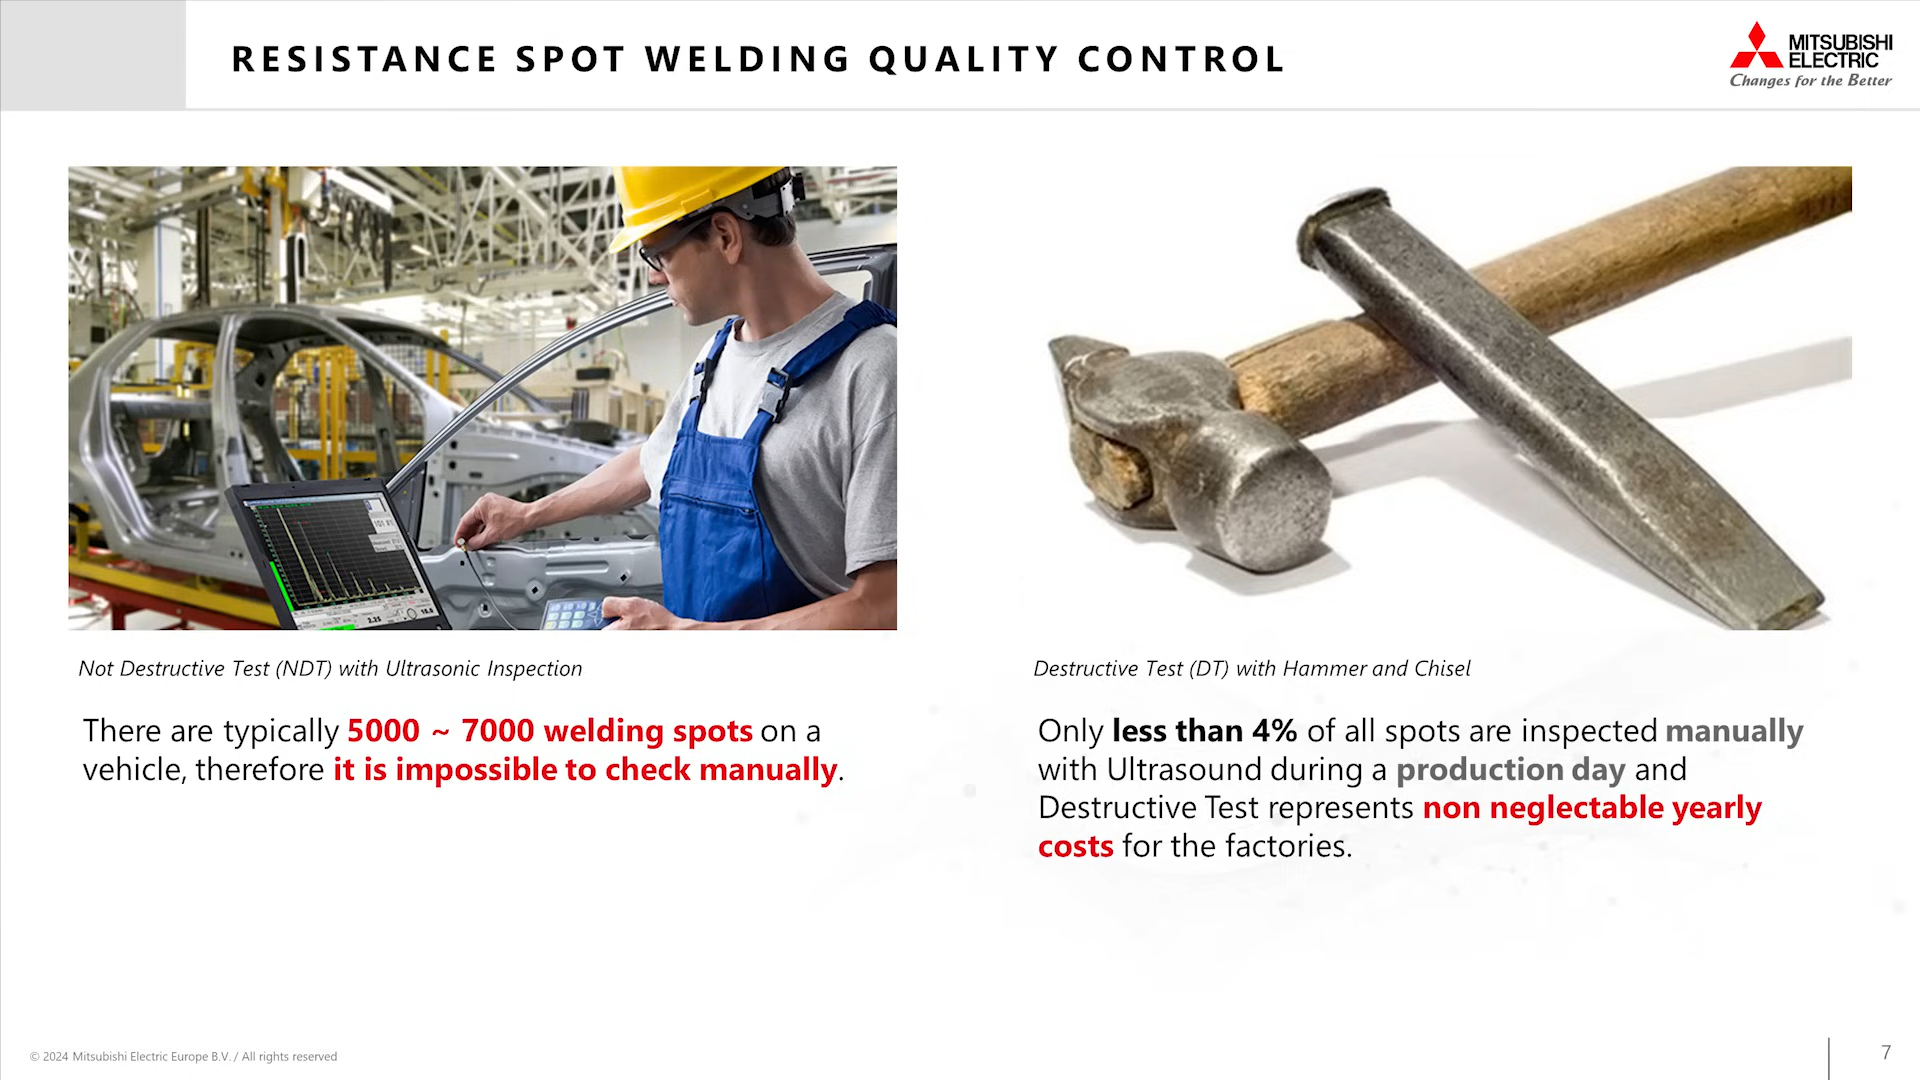 RESISTANCE SPOT WELDING QUALITY CONTROL
MITSUBISHI
ELECTRIC
Changes for the Better
Not Destructive Test (NDT) with Ultrasonic Inspection
There are typically 5000 ~ 7000 welding spots on a
vehicle, therefore it is impossible to check manually.
Destructive Test (DT) with Hammer and Chisel
Only less than 4% of all spots are inspected manually
with Ultrasound during a production day and
Destructive Test represents non neglectable yearly
costs for the factories.
© 2024 Mitsubishi Electric Europe B.V. / All rights reserved
7